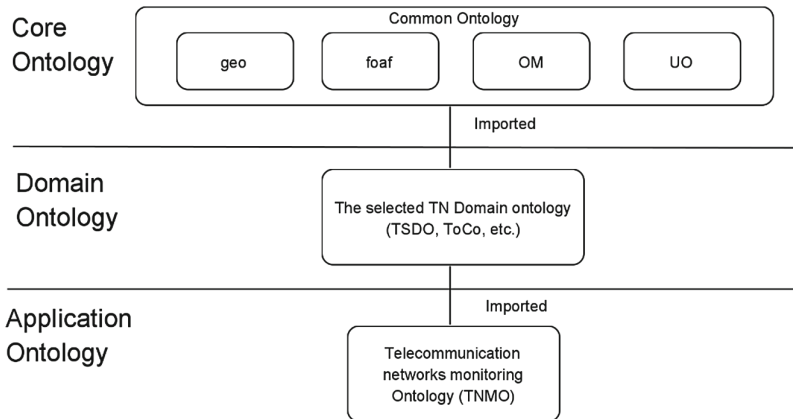 Core
Ontology
Common Ontology
geo
foaf
OM
UO
Imported
Domain
Ontology
The selected TN Domain ontology
(TSDO, ToCo, etc.)
Imported
Application
Ontology
Telecommunication
networks monitoring
Ontology (TNMO)